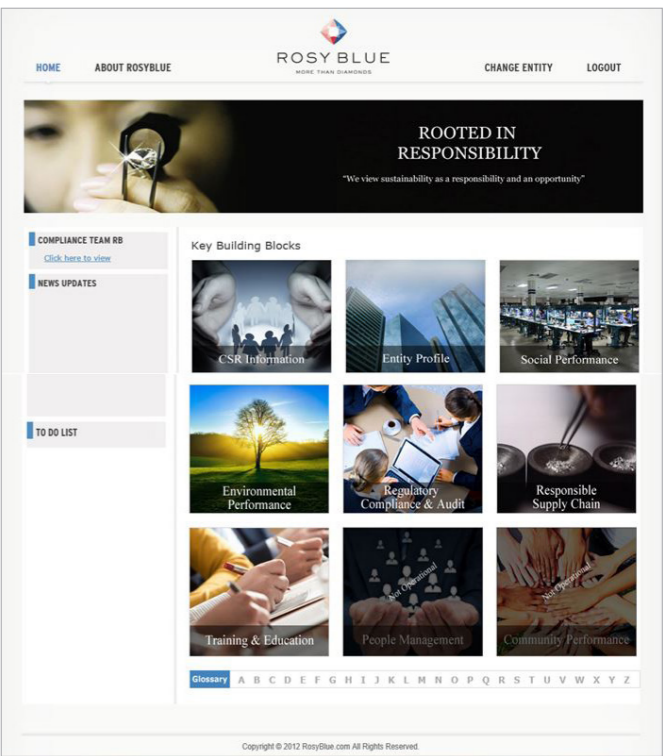 ROSY BLUE
MORE THAN DIAMONDS
HOME ABOUT ROSYBLUE CHANGE ENTITY LOGOUT
ROOTED IN
RESPONSIBILITY
“We view sustainability as a responsibility and an opportunity”
COMPLIANCE TEAM RB
Click here to view
NEWS UPDATES
TO DO LIST
Key Building Blocks
CSR Information
Entity Profile
Social Performance
Environmental
Performance
Regulatory
Compliance & Audit
Responsible
Supply Chain
Training & Education
Not Operational
People Management
Not Operational
Community Performance
Glossary A B C D E F G H I J K L M N O P Q R S T U V W X Y Z
Copyright © 2012 RosyBlue.com All Rights Reserved.